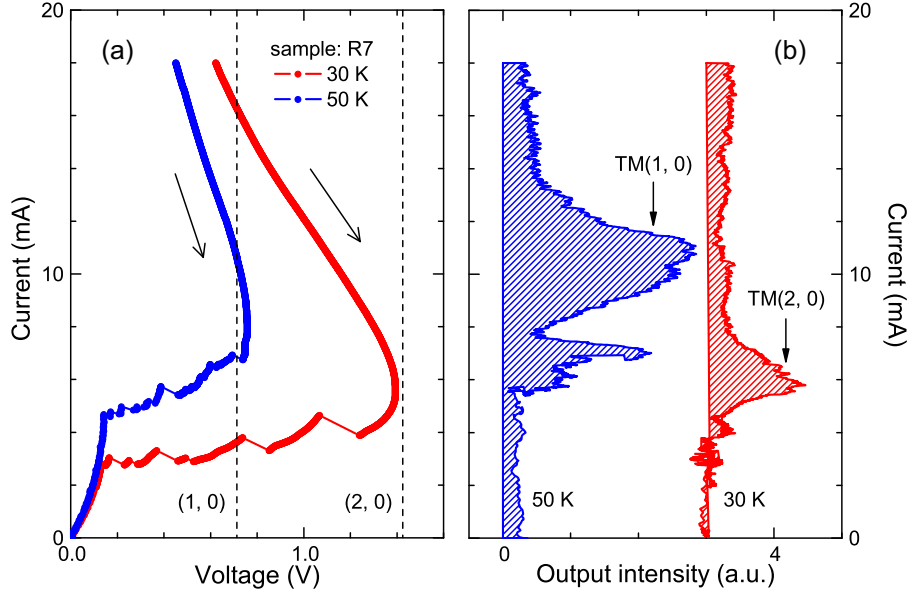 (a)
sample: R7
30 K
50 K
(1, 0)
(2, 0)
20
10
0
Current (mA)
0.0
1.0
Voltage (V)
(b)
TM(1, 0)
TM(2, 0)
50 K
30 K
0
4
Output intensity (a.u.)
20
10
0
Current (mA)